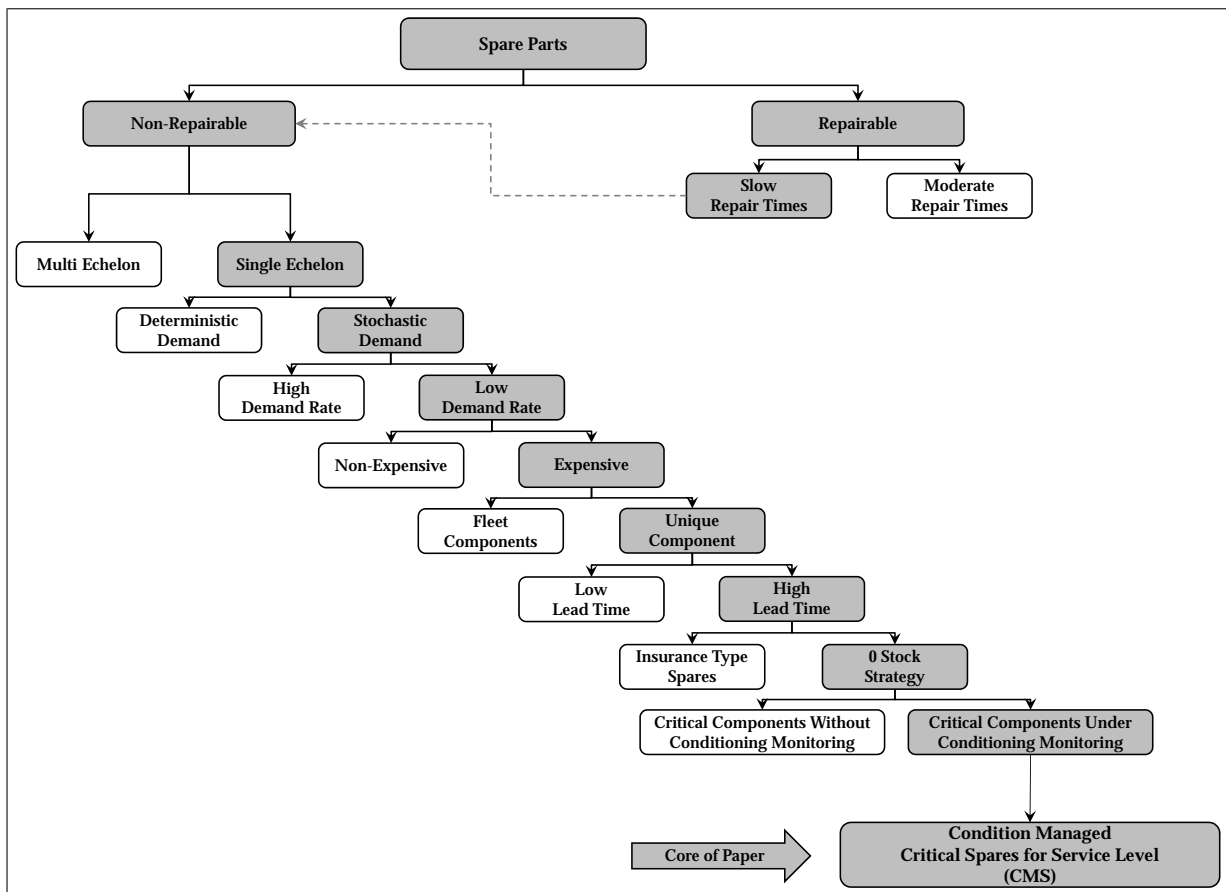 Spare Parts
Non-Repairable
Repairable
Slow
Repair Times
Moderate
Repair Times
Multi Echelon
Single Echelon
Deterministic
Demand
Stochastic
Demand
High
Demand Rate
Low
Demand Rate
Non-Expensive
Expensive
Fleet
Components
Unique
Component
Low
Lead Time
High
Lead Time
Insurance Type
Spares
0 Stock
Strategy
Critical Components Without
Conditioning Monitoring
Critical Components Under
Conditioning Monitoring
Core of Paper
Condition Managed
Critical Spares for Service Level
(CMS)